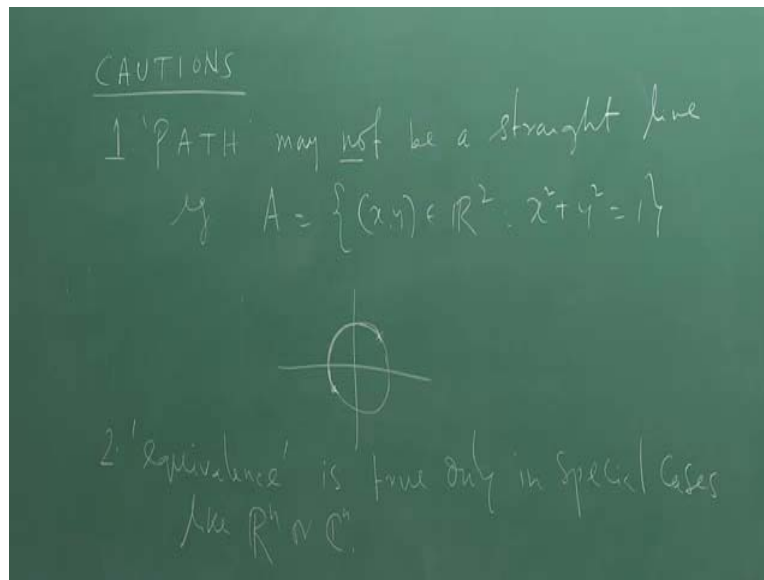 CAUTIONS
1. 'PATH' may not be a straight line
eg A = {(x,y) ∈ ℝ² : x² + y² = 1}
2. 'equivalence' is true only in special cases
like ℝⁿ or ℂⁿ.